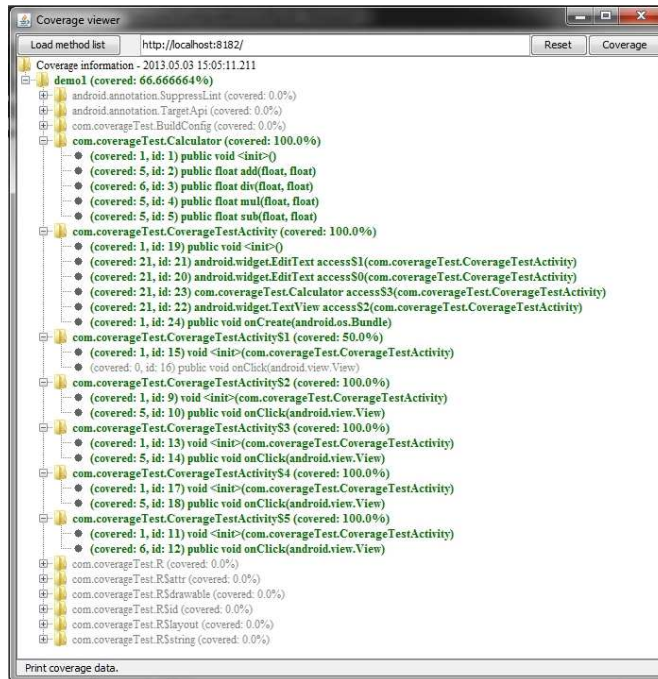 Coverage viewer
Load method list http://localhost:8182/ Reset Coverage
Coverage information - 2013.05.03 15:05:11.211
demo1 (covered: 66.666664%)
android.annotation.SuppressLint (covered: 0.0%)
android.annotation.TargetApi (covered: 0.0%)
com.coverageTest.BuildConfig (covered: 0.0%)
com.coverageTest.Calculator (covered: 100.0%)
(covered: 1, id: 1) public void <init>()
(covered: 5, id: 2) public float add(float, float)
(covered: 6, id: 3) public float div(float, float)
(covered: 5, id: 4) public float mul(float, float)
(covered: 5, id: 5) public float sub(float, float)
com.coverageTest.CoverageTestActivity (covered: 100.0%)
(covered: 1, id: 19) public void <init>()
(covered: 21, id: 21) android.widget.EditText access$1(com.coverageTest.CoverageTestActivity)
(covered: 21, id: 20) android.widget.EditText access$0(com.coverageTest.CoverageTestActivity)
(covered: 21, id: 23) com.coverageTest.Calculator access$3(com.coverageTest.CoverageTestActivity)
(covered: 21, id: 22) android.widget.TextView access$2(com.coverageTest.CoverageTestActivity)
(covered: 1, id: 24) public void onCreate(android.os.Bundle)
com.coverageTest.CoverageTestActivity$1 (covered: 50.0%)
(covered: 1, id: 15) void <init>(com.coverageTest.CoverageTestActivity)
(covered: 0, id: 16) public void onClick(android.view.View)
com.coverageTest.CoverageTestActivity$2 (covered: 100.0%)
(covered: 1, id: 9) void <init>(com.coverageTest.CoverageTestActivity)
(covered: 5, id: 10) public void onClick(android.view.View)
com.coverageTest.CoverageTestActivity$3 (covered: 100.0%)
(covered: 1, id: 13) void <init>(com.coverageTest.CoverageTestActivity)
(covered: 5, id: 14) public void onClick(android.view.View)
com.coverageTest.CoverageTestActivity$4 (covered: 100.0%)
(covered: 1, id: 17) void <init>(com.coverageTest.CoverageTestActivity)
(covered: 5, id: 18) public void onClick(android.view.View)
com.coverageTest.CoverageTestActivity$5 (covered: 100.0%)
(covered: 1, id: 11) void <init>(com.coverageTest.CoverageTestActivity)
(covered: 6, id: 12) public void onClick(android.view.View)
com.coverageTest.R (covered: 0.0%)
com.coverageTest.R$attr (covered: 0.0%)
com.coverageTest.R$drawable (covered: 0.0%)
com.coverageTest.R$id (covered: 0.0%)
com.coverageTest.R$layout (covered: 0.0%)
com.coverageTest.R$string (covered: 0.0%)
Print coverage data.